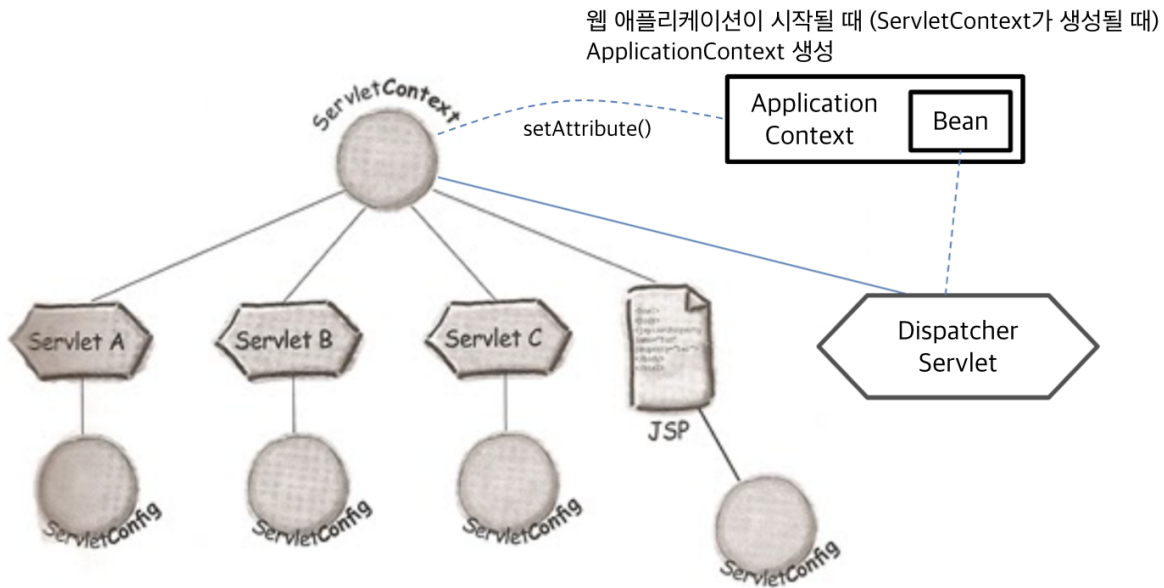 웹 애플리케이션이 시작될 때 (ServletContext가 생성될 때)
ApplicationContext 생성
ServletContext
setAttribute()
Application
Context
Bean
Servlet A
Servlet B
Servlet C
JSP
Dispatcher
Servlet
ServletConfig
ServletConfig
ServletConfig
ServletConfig